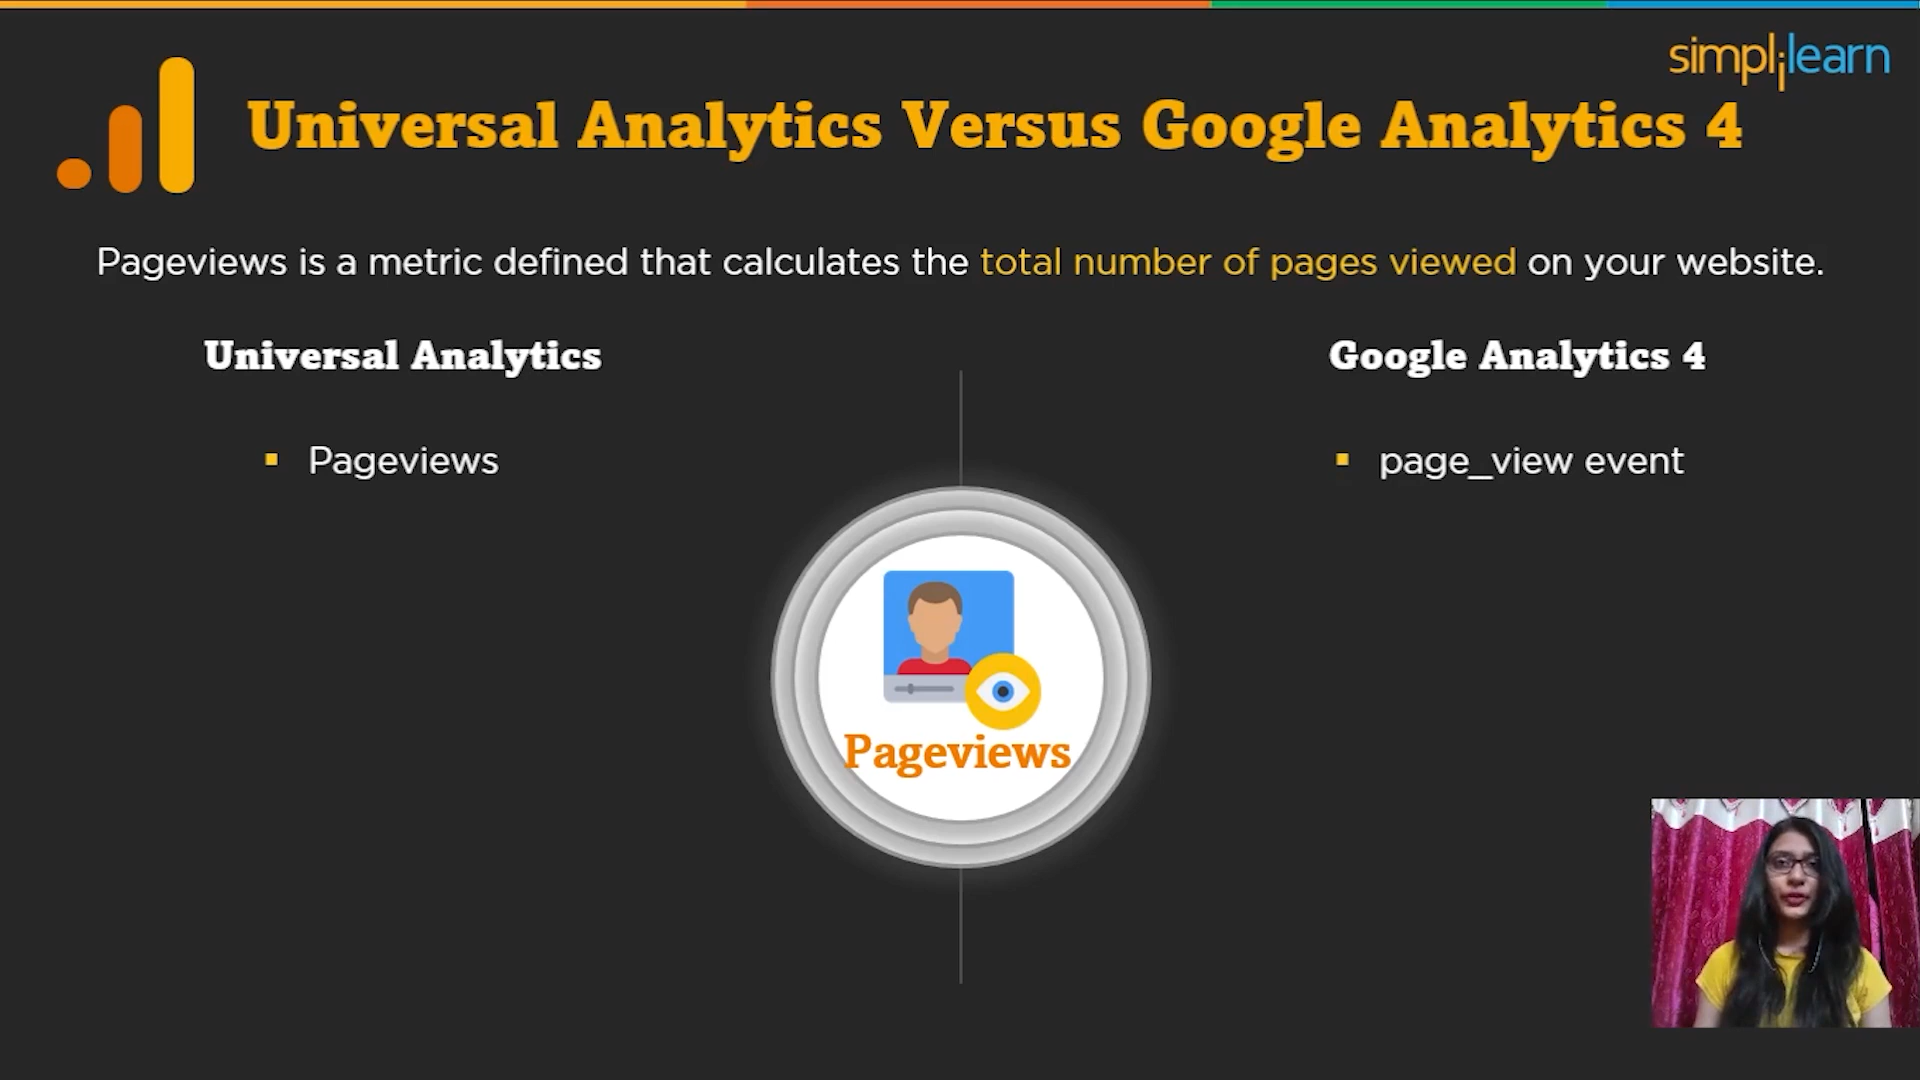 simplilearn
Universal Analytics Versus Google Analytics 4
Pageviews is a metric defined that calculates the total number of pages viewed on your website.
Universal Analytics
▪ Pageviews
Google Analytics 4
▪ page_view event
Pageviews